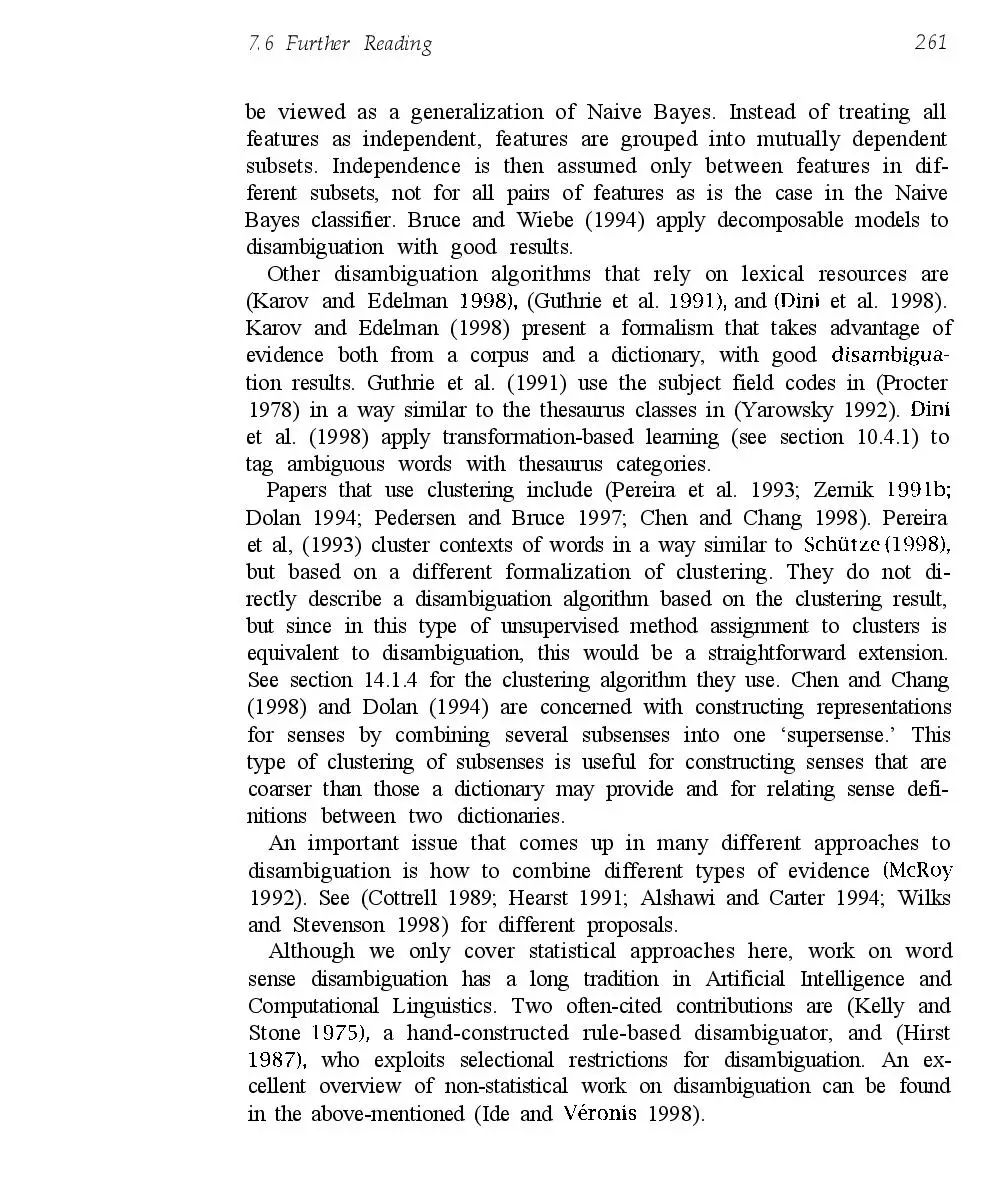 7.6 Further Reading 261
be viewed as a generalization of Naive Bayes. Instead of treating all
features as independent, features are grouped into mutually dependent
subsets. Independence is then assumed only between features in dif-
ferent subsets, not for all pairs of features as is the case in the Naive
Bayes classifier. Bruce and Wiebe (1994) apply decomposable models to
disambiguation with good results.
Other disambiguation algorithms that rely on lexical resources are
(Karov and Edelman 1998), (Guthrie et al. 1991), and (Dini et al. 1998).
Karov and Edelman (1998) present a formalism that takes advantage of
evidence both from a corpus and a dictionary, with good disambigua-
tion results. Guthrie et al. (1991) use the subject field codes in (Procter
1978) in a way similar to the thesaurus classes in (Yarowsky 1992). Dini
et al. (1998) apply transformation-based learning (see section 10.4.1) to
tag ambiguous words with thesaurus categories.
Papers that use clustering include (Pereira et al. 1993; Zernik 1991b;
Dolan 1994; Pedersen and Bruce 1997; Chen and Chang 1998). Pereira
et al, (1993) cluster contexts of words in a way similar to Schütze (1998),
but based on a different formalization of clustering. They do not di-
rectly describe a disambiguation algorithm based on the clustering result,
but since in this type of unsupervised method assignment to clusters is
equivalent to disambiguation, this would be a straightforward extension.
See section 14.1.4 for the clustering algorithm they use. Chen and Chang
(1998) and Dolan (1994) are concerned with constructing representations
for senses by combining several subsenses into one ‘supersense.’ This
type of clustering of subsenses is useful for constructing senses that are
coarser than those a dictionary may provide and for relating sense defi-
nitions between two dictionaries.
An important issue that comes up in many different approaches to
disambiguation is how to combine different types of evidence (McRoy
1992). See (Cottrell 1989; Hearst 1991; Alshawi and Carter 1994; Wilks
and Stevenson 1998) for different proposals.
Although we only cover statistical approaches here, work on word
sense disambiguation has a long tradition in Artificial Intelligence and
Computational Linguistics. Two often-cited contributions are (Kelly and
Stone 1975), a hand-constructed rule-based disambiguator, and (Hirst
1987), who exploits selectional restrictions for disambiguation. An ex-
cellent overview of non-statistical work on disambiguation can be found
in the above-mentioned (Ide and Véronis 1998).